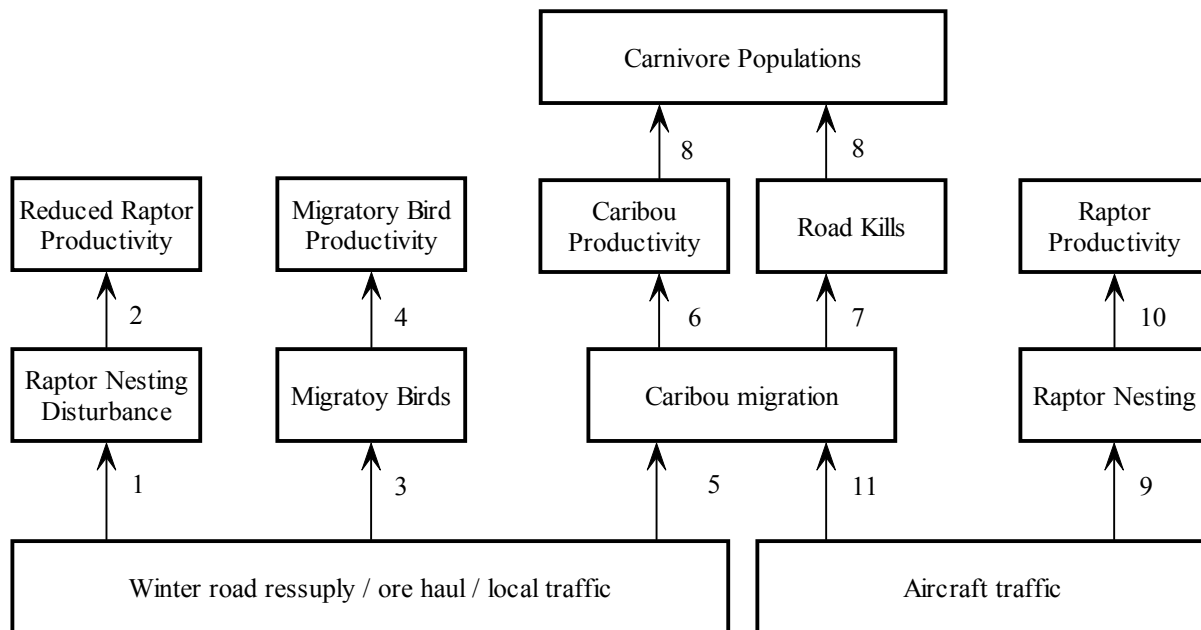 Carnivore Populations
8
8
Reduced Raptor
Productivity
Migratory Bird
Productivity
Caribou
Productivity
Road Kills
Raptor
Productivity
2
4
6
7
10
Raptor Nesting
Disturbance
Migratoy Birds
Caribou migration
Raptor Nesting
1
3
5
11
9
Winter road ressuply / ore haul / local traffic
Aircraft traffic